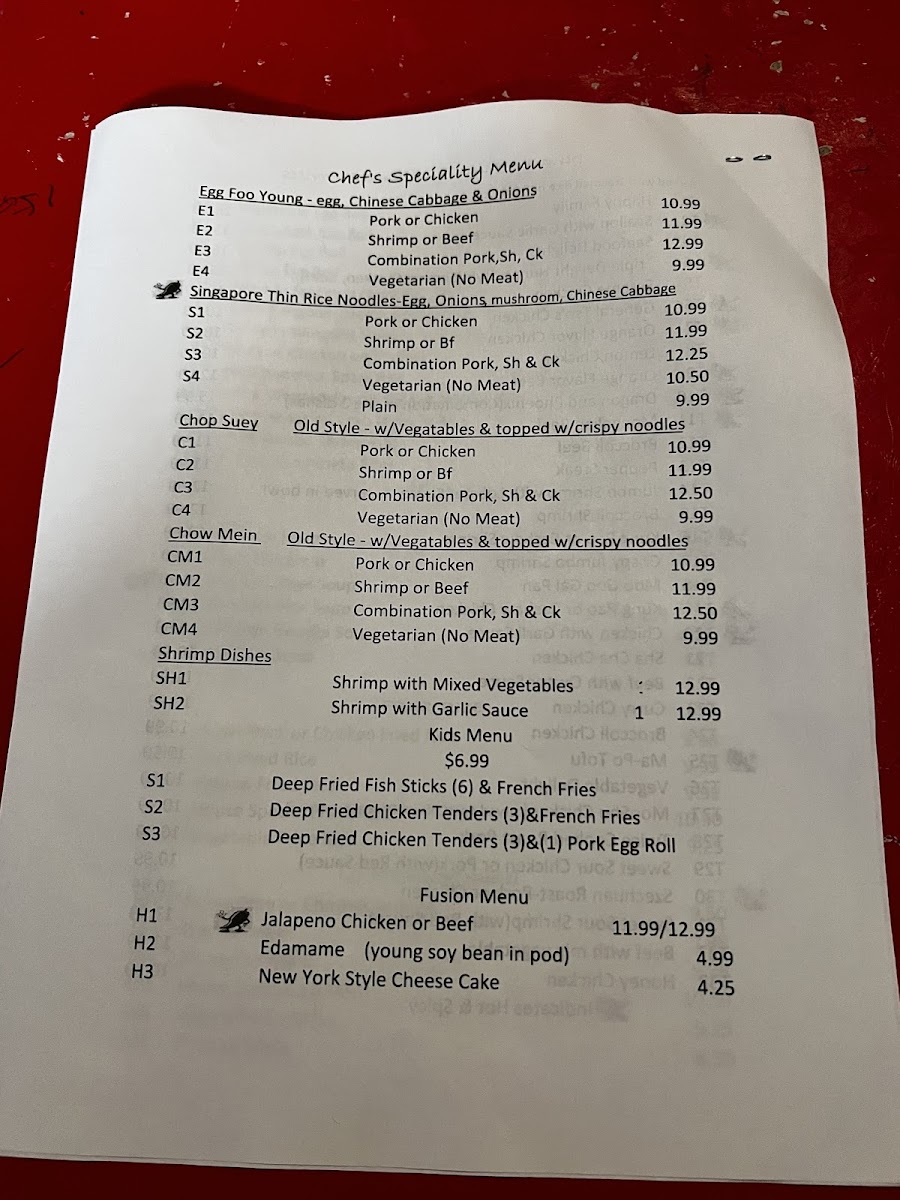 Chef's Speciality Menu
Egg Foo Young - egg, Chinese Cabbage & Onions
E1 Pork or Chicken 10.99
E2 Shrimp or Beef 11.99
E3 Combination Pork,Sh, Ck 12.99
E4 Vegetarian (No Meat) 9.99
Singapore Thin Rice Noodles-Egg, Onions, mushroom, Chinese Cabbage
S1 Pork or Chicken 10.99
S2 Shrimp or Bf 11.99
S3 Combination Pork, Sh & Ck 12.25
S4 Vegetarian (No Meat) 10.50
Plain 9.99
Chop Suey Old Style - w/Vegatables & topped w/crispy noodles
C1 Pork or Chicken 10.99
C2 Shrimp or Bf 11.99
C3 Combination Pork, Sh & Ck 12.50
C4 Vegetarian (No Meat) 9.99
Chow Mein Old Style - w/Vegatables & topped w/crispy noodles
CM1 Pork or Chicken 10.99
CM2 Shrimp or Beef 11.99
CM3 Combination Pork, Sh & Ck 12.50
CM4 Vegetarian (No Meat) 9.99
Shrimp Dishes
SH1 Shrimp with Mixed Vegetables : 12.99
SH2 Shrimp with Garlic Sauce 1 12.99
Kids Menu
$6.99
S1 Deep Fried Fish Sticks (6) & French Fries
S2 Deep Fried Chicken Tenders (3)&French Fries
S3 Deep Fried Chicken Tenders (3)&(1) Pork Egg Roll
Fusion Menu
H1 Jalapeno Chicken or Beef 11.99/12.99
H2 Edamame (young soy bean in pod) 4.99
H3 New York Style Cheese Cake 4.25